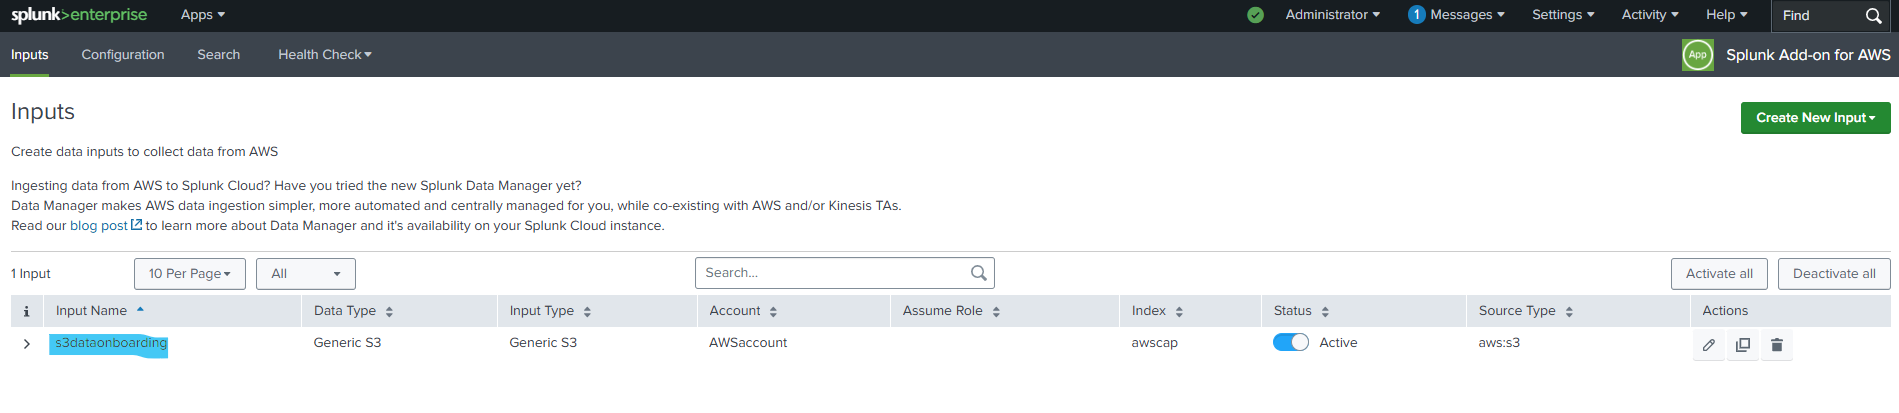 splunk>enterprise Apps Administrator 1 Messages Settings Activity Help Find
Inputs Configuration Search Health Check App Splunk Add-on for AWS
Inputs
Create New Input
Create data inputs to collect data from AWS
Ingesting data from AWS to Splunk Cloud? Have you tried the new Splunk Data Manager yet?
Data Manager makes AWS data ingestion simpler, more automated and centrally managed for you, while co-existing with AWS and/or Kinesis TAs.
Read our blog post to learn more about Data Manager and it's availability on your Splunk Cloud instance.
1 Input 10 Per Page All Search... Activate all Deactivate all
i Input Name Data Type Input Type Account Assume Role Index Status Source Type Actions
s3dataonboarding Generic S3 Generic S3 AWSaccount awscap Active aws:s3